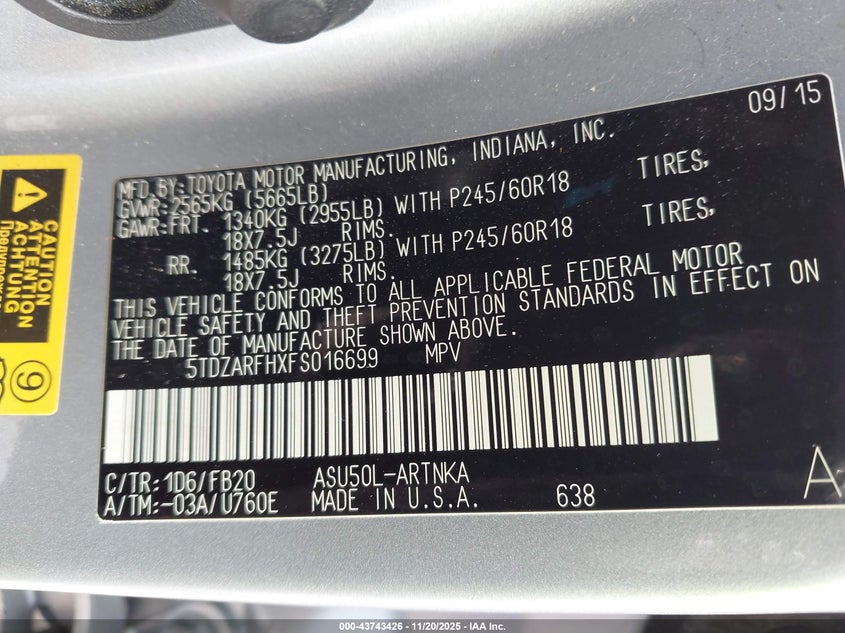 09/15
MFD.BY:TOYOTA MOTOR MANUFACTURING, INDIANA, INC.
GVWR:2565KG (5665LB)
GAWR:FRT. 1340KG (2955LB) WITH P245/60R18 TIRES,
18X7.5J RIMS.
RR. 1485KG (3275LB) WITH P245/60R18 TIRES,
18X7.5J RIMS.
THIS VEHICLE CONFORMS TO ALL APPLICABLE FEDERAL MOTOR
VEHICLE SAFETY AND THEFT PREVENTION STANDARDS IN EFFECT ON
THE DATE OF MANUFACTURE SHOWN ABOVE.
5TDZARFHXFS016699 MPV
C/TR:1D6/FB20 ASU50L-ARTNKA
A/TM:-03A/U760E MADE IN U.S.A. 638
A
CAUTION
ATTENTION
ACHTUNG
9
000-43743426 - 11/20/2025 - IAA Inc.